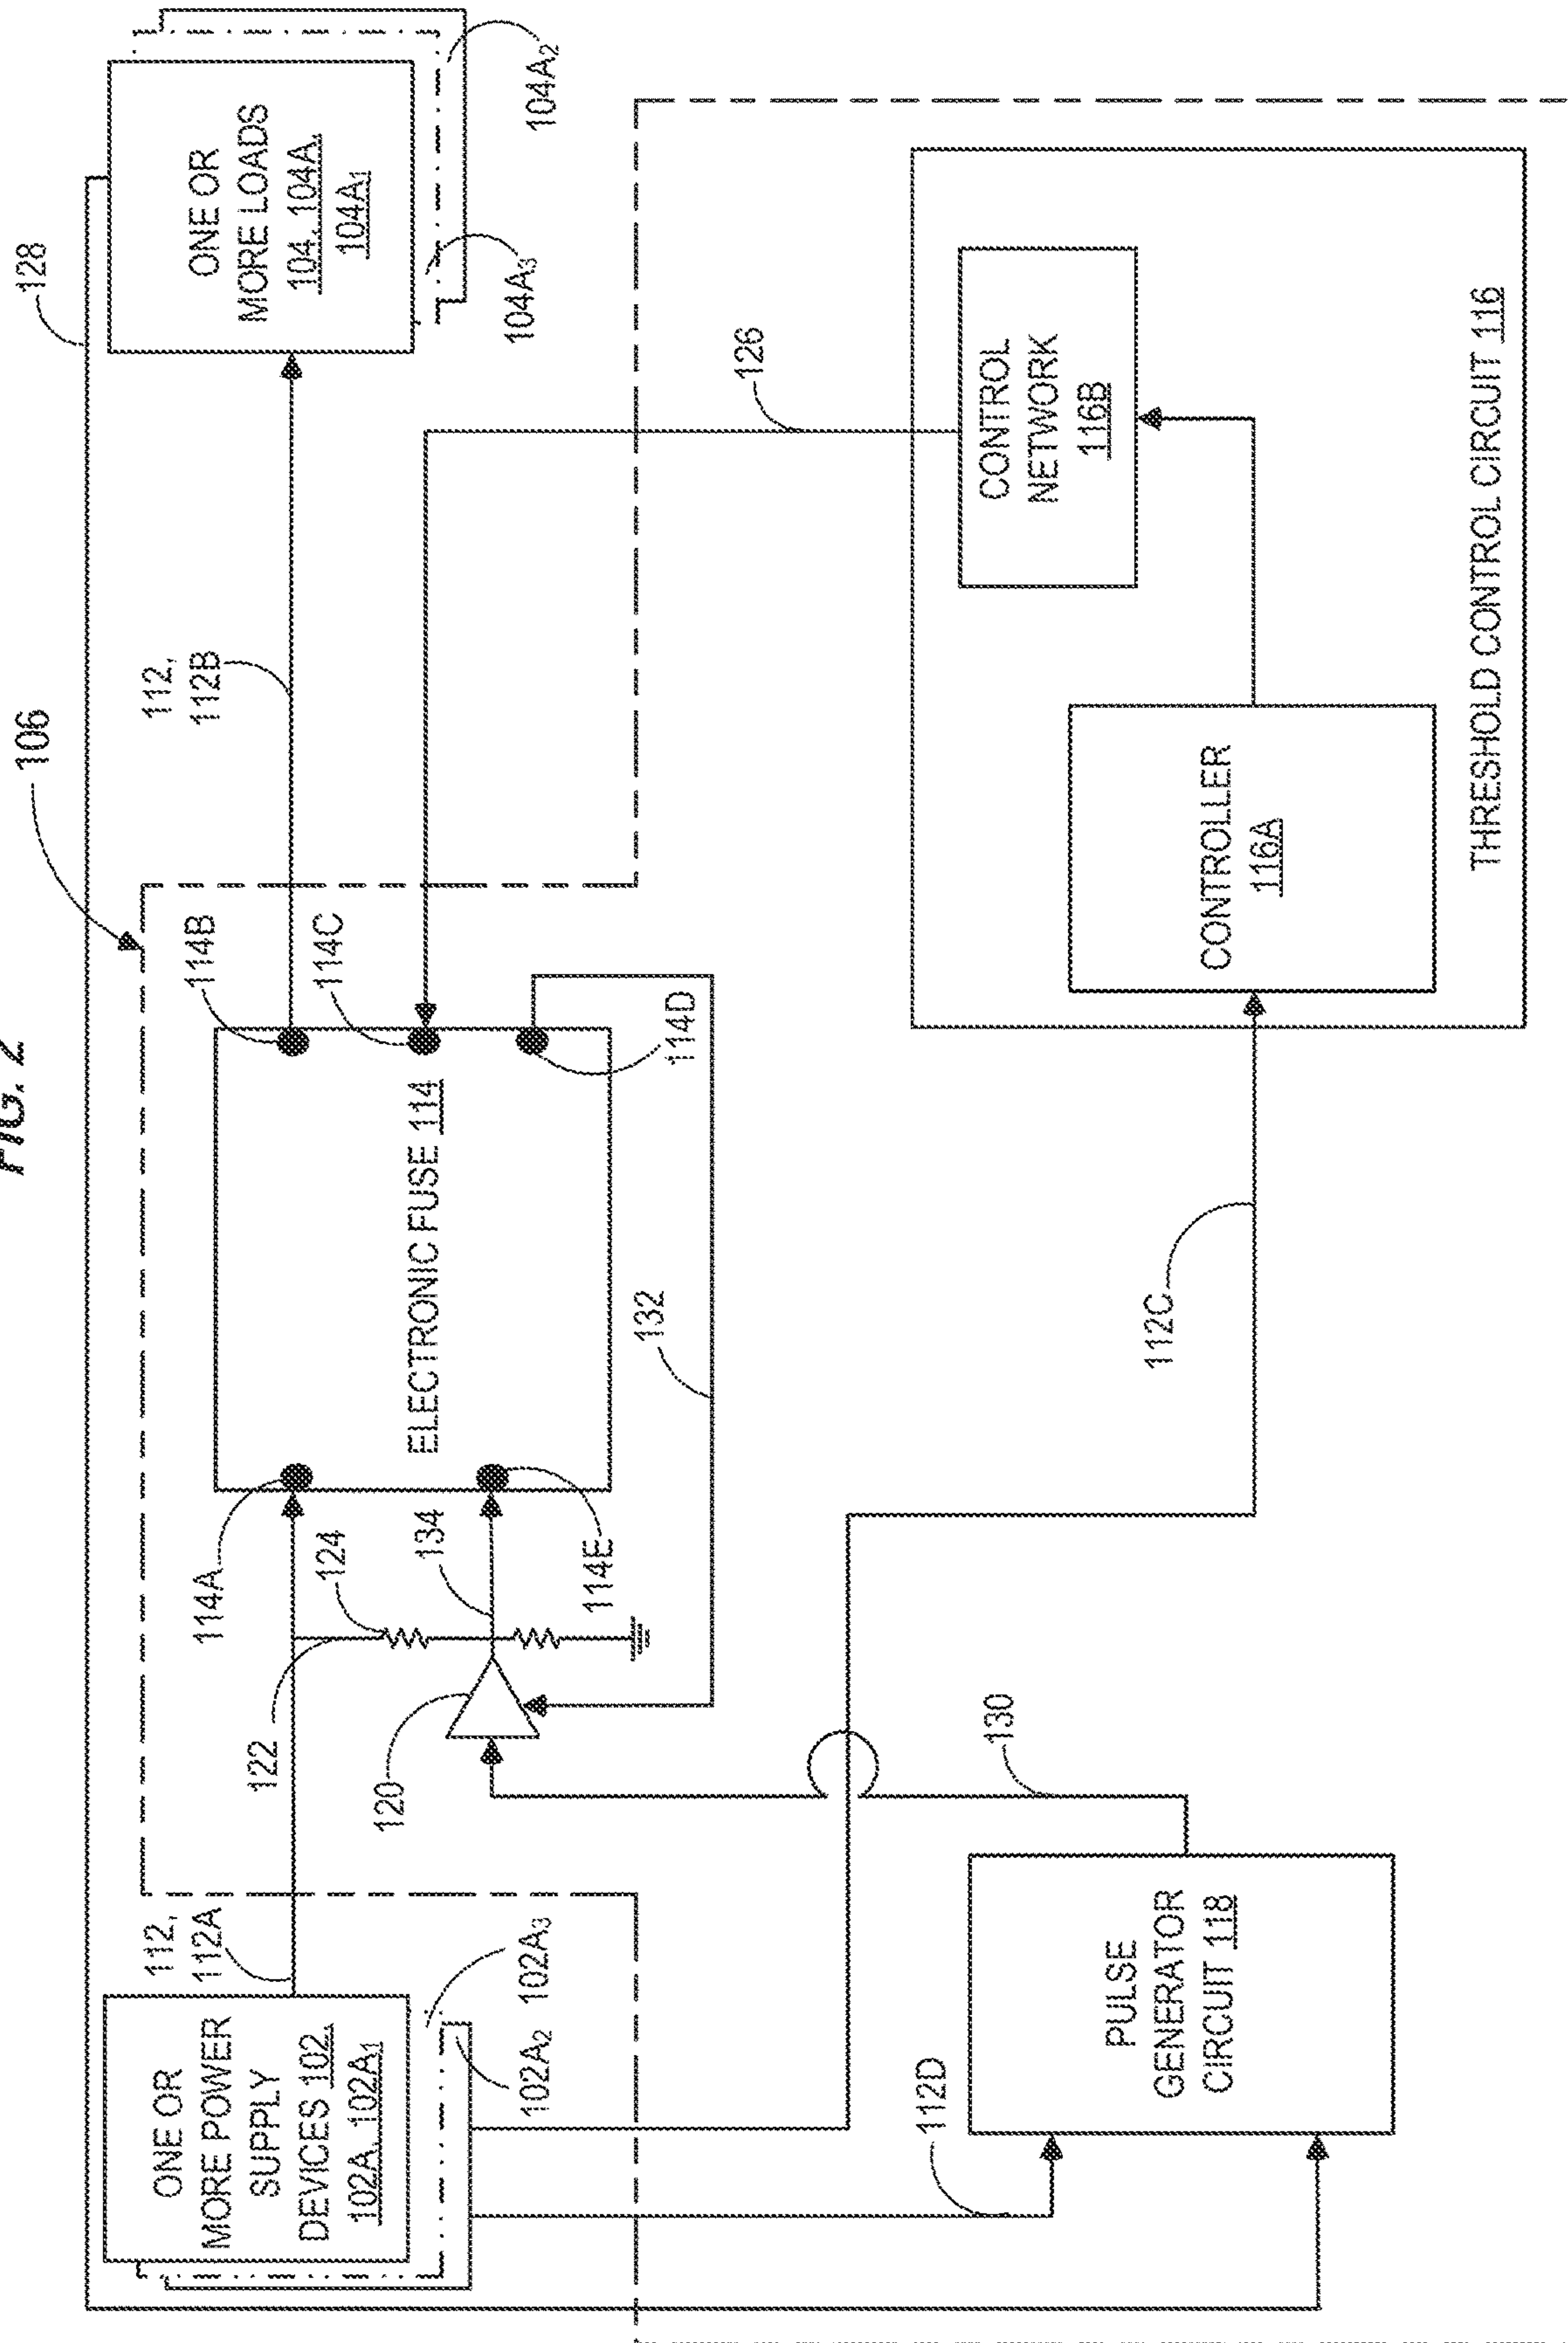 FIG. 2
106
128
ONE OR
MORE POWER
SUPPLY
DEVICES 102,
102A, 102A1
102A2
102A3
112,
112A
122
124
114A
120
134
114E
ELECTRONIC FUSE 114
114B
114C
114D
132
112,
112B
ONE OR
MORE LOADS
104, 104A,
104A1
104A3
104A2
126
112D
PULSE
GENERATOR
CIRCUIT 118
130
112C
CONTROLLER
116A
CONTROL
NETWORK
116B
THRESHOLD CONTROL CIRCUIT 116